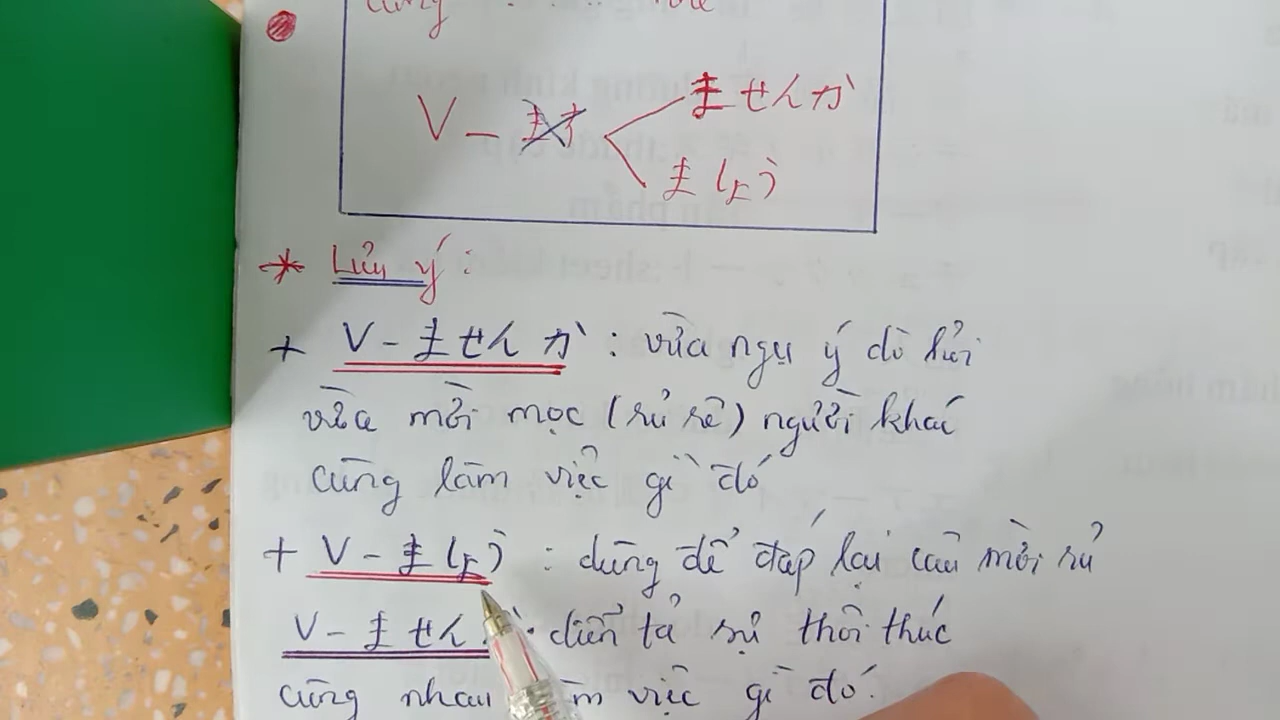 cùng
V - ます ませんか
ましょう
* Lưu ý:
+ V - ませんか : vừa ngụ ý dò hỏi
vừa mời mọc (rủ rê) người khác
cùng làm việc gì đó
+ V - ましょう : dùng để đáp lại câu mời rủ
V - ません : diễn tả sự thôi thúc
cùng nhau làm việc gì đó.